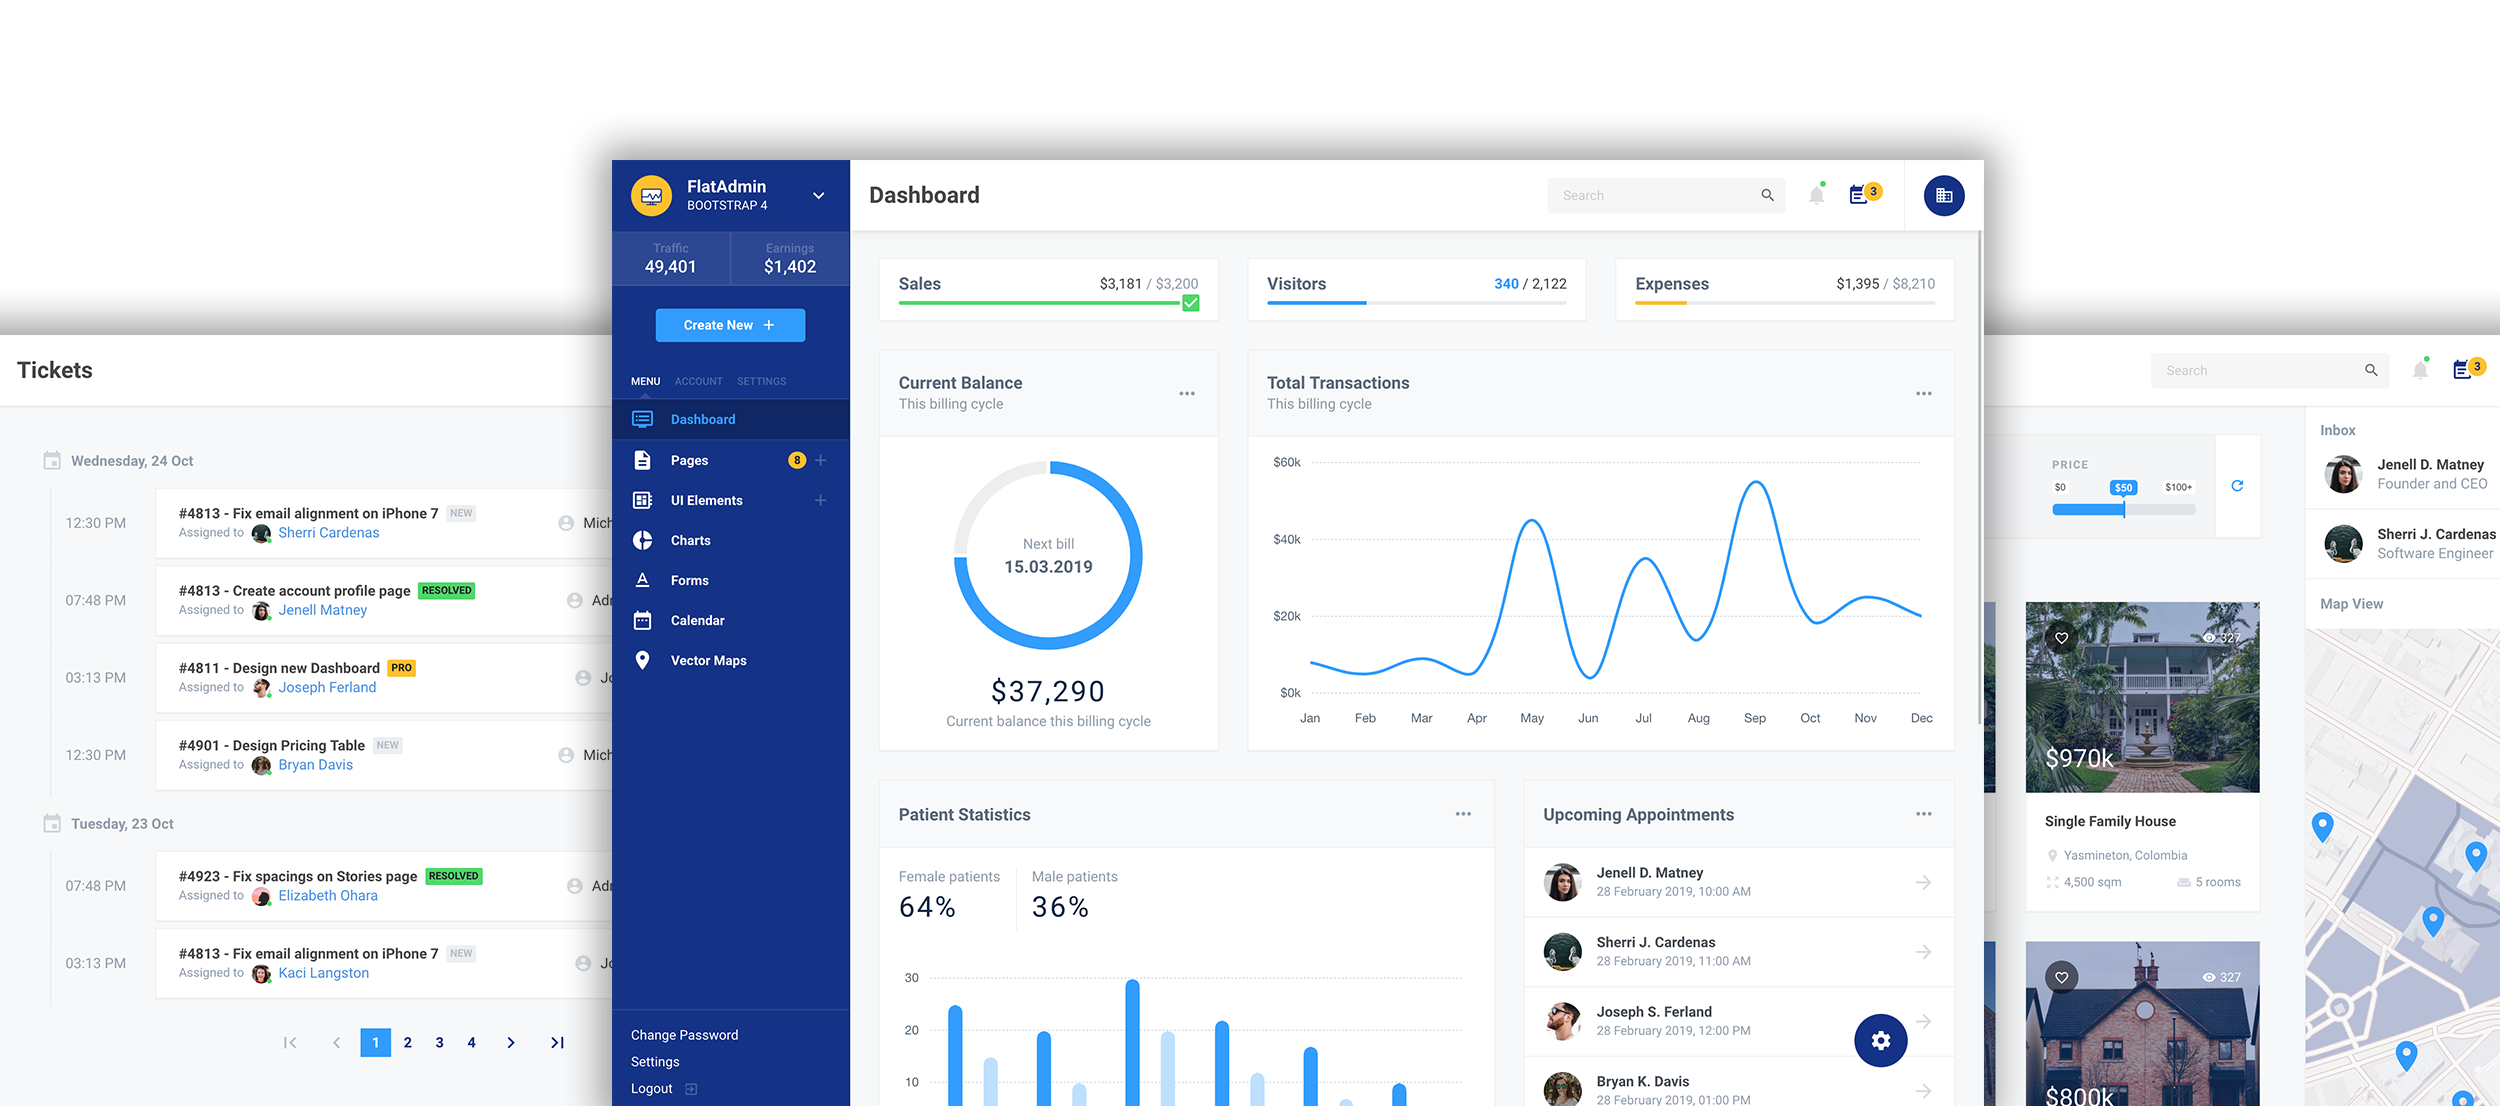 Tickets
Wednesday, 24 Oct
12:30 PM
#4813 - Fix email alignment on iPhone 7 NEW
Assigned to Sherri Cardenas
07:48 PM
#4813 - Create account profile page RESOLVED
Assigned to Jenell Matney
03:13 PM
#4811 - Design new Dashboard PRO
Assigned to Joseph Ferland
12:30 PM
#4901 - Design Pricing Table NEW
Assigned to Bryan Davis
Tuesday, 23 Oct
07:48 PM
#4923 - Fix spacings on Stories page RESOLVED
Assigned to Elizabeth Ohara
03:13 PM
#4813 - Fix email alignment on iPhone 7 NEW
Assigned to Kaci Langston
1 2 3 4
Mich
Adr
Jo
Mich
Adr
Jo
FlatAdmin
BOOTSTRAP 4
Traffic
49,401
Earnings
$1,402
Create New
MENU ACCOUNT SETTINGS
Dashboard
Pages 8
UI Elements
Charts
Forms
Calendar
Vector Maps
Change Password
Settings
Logout
Dashboard
Search
3
Sales $3,181 / $3,200
Visitors 340 / 2,122
Expenses $1,395 / $8,210
Current Balance
This billing cycle
Next bill
15.03.2019
$37,290
Current balance this billing cycle
Total Transactions
This billing cycle
$60k
$40k
$20k
$0k
Jan Feb Mar Apr May Jun Jul Aug Sep Oct Nov Dec
Patient Statistics
Female patients
64%
Male patients
36%
30
20
10
Upcoming Appointments
Jenell D. Matney
28 February 2019, 10:00 AM
Sherri J. Cardenas
28 February 2019, 11:00 AM
Joseph S. Ferland
28 February 2019, 12:00 PM
Bryan K. Davis
28 February 2019, 01:00 PM
Search
3
PRICE
$0 $50 $100+
327
$970k
Single Family House
Yasmineton, Colombia
4,500 sqm 5 rooms
327
$800k
Inbox
Jenell D. Matney
Founder and CEO
Sherri J. Cardenas
Software Engineer
Map View